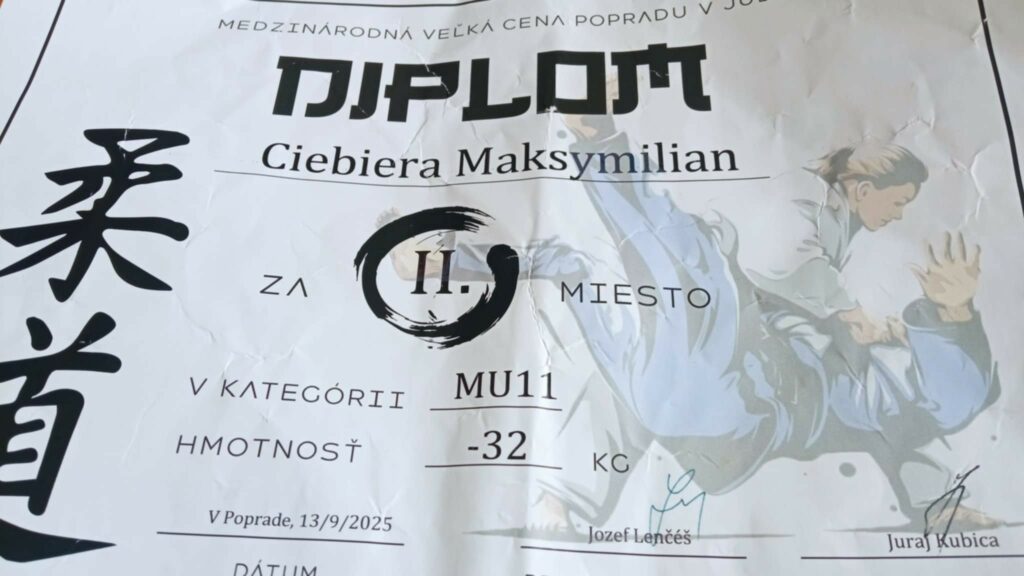 MEDZINÁRODNÁ VEĽKÁ CENA POPRADU V
DIPLOM
Ciebiera Maksymilian
柔道
ZA II. MIESTO
V KATEGÓRII MU11
HMOTNOSŤ -32 KG
V Poprade, 13/9/2025
Jozef Lenčéš
Juraj Kubica
DÁTUM